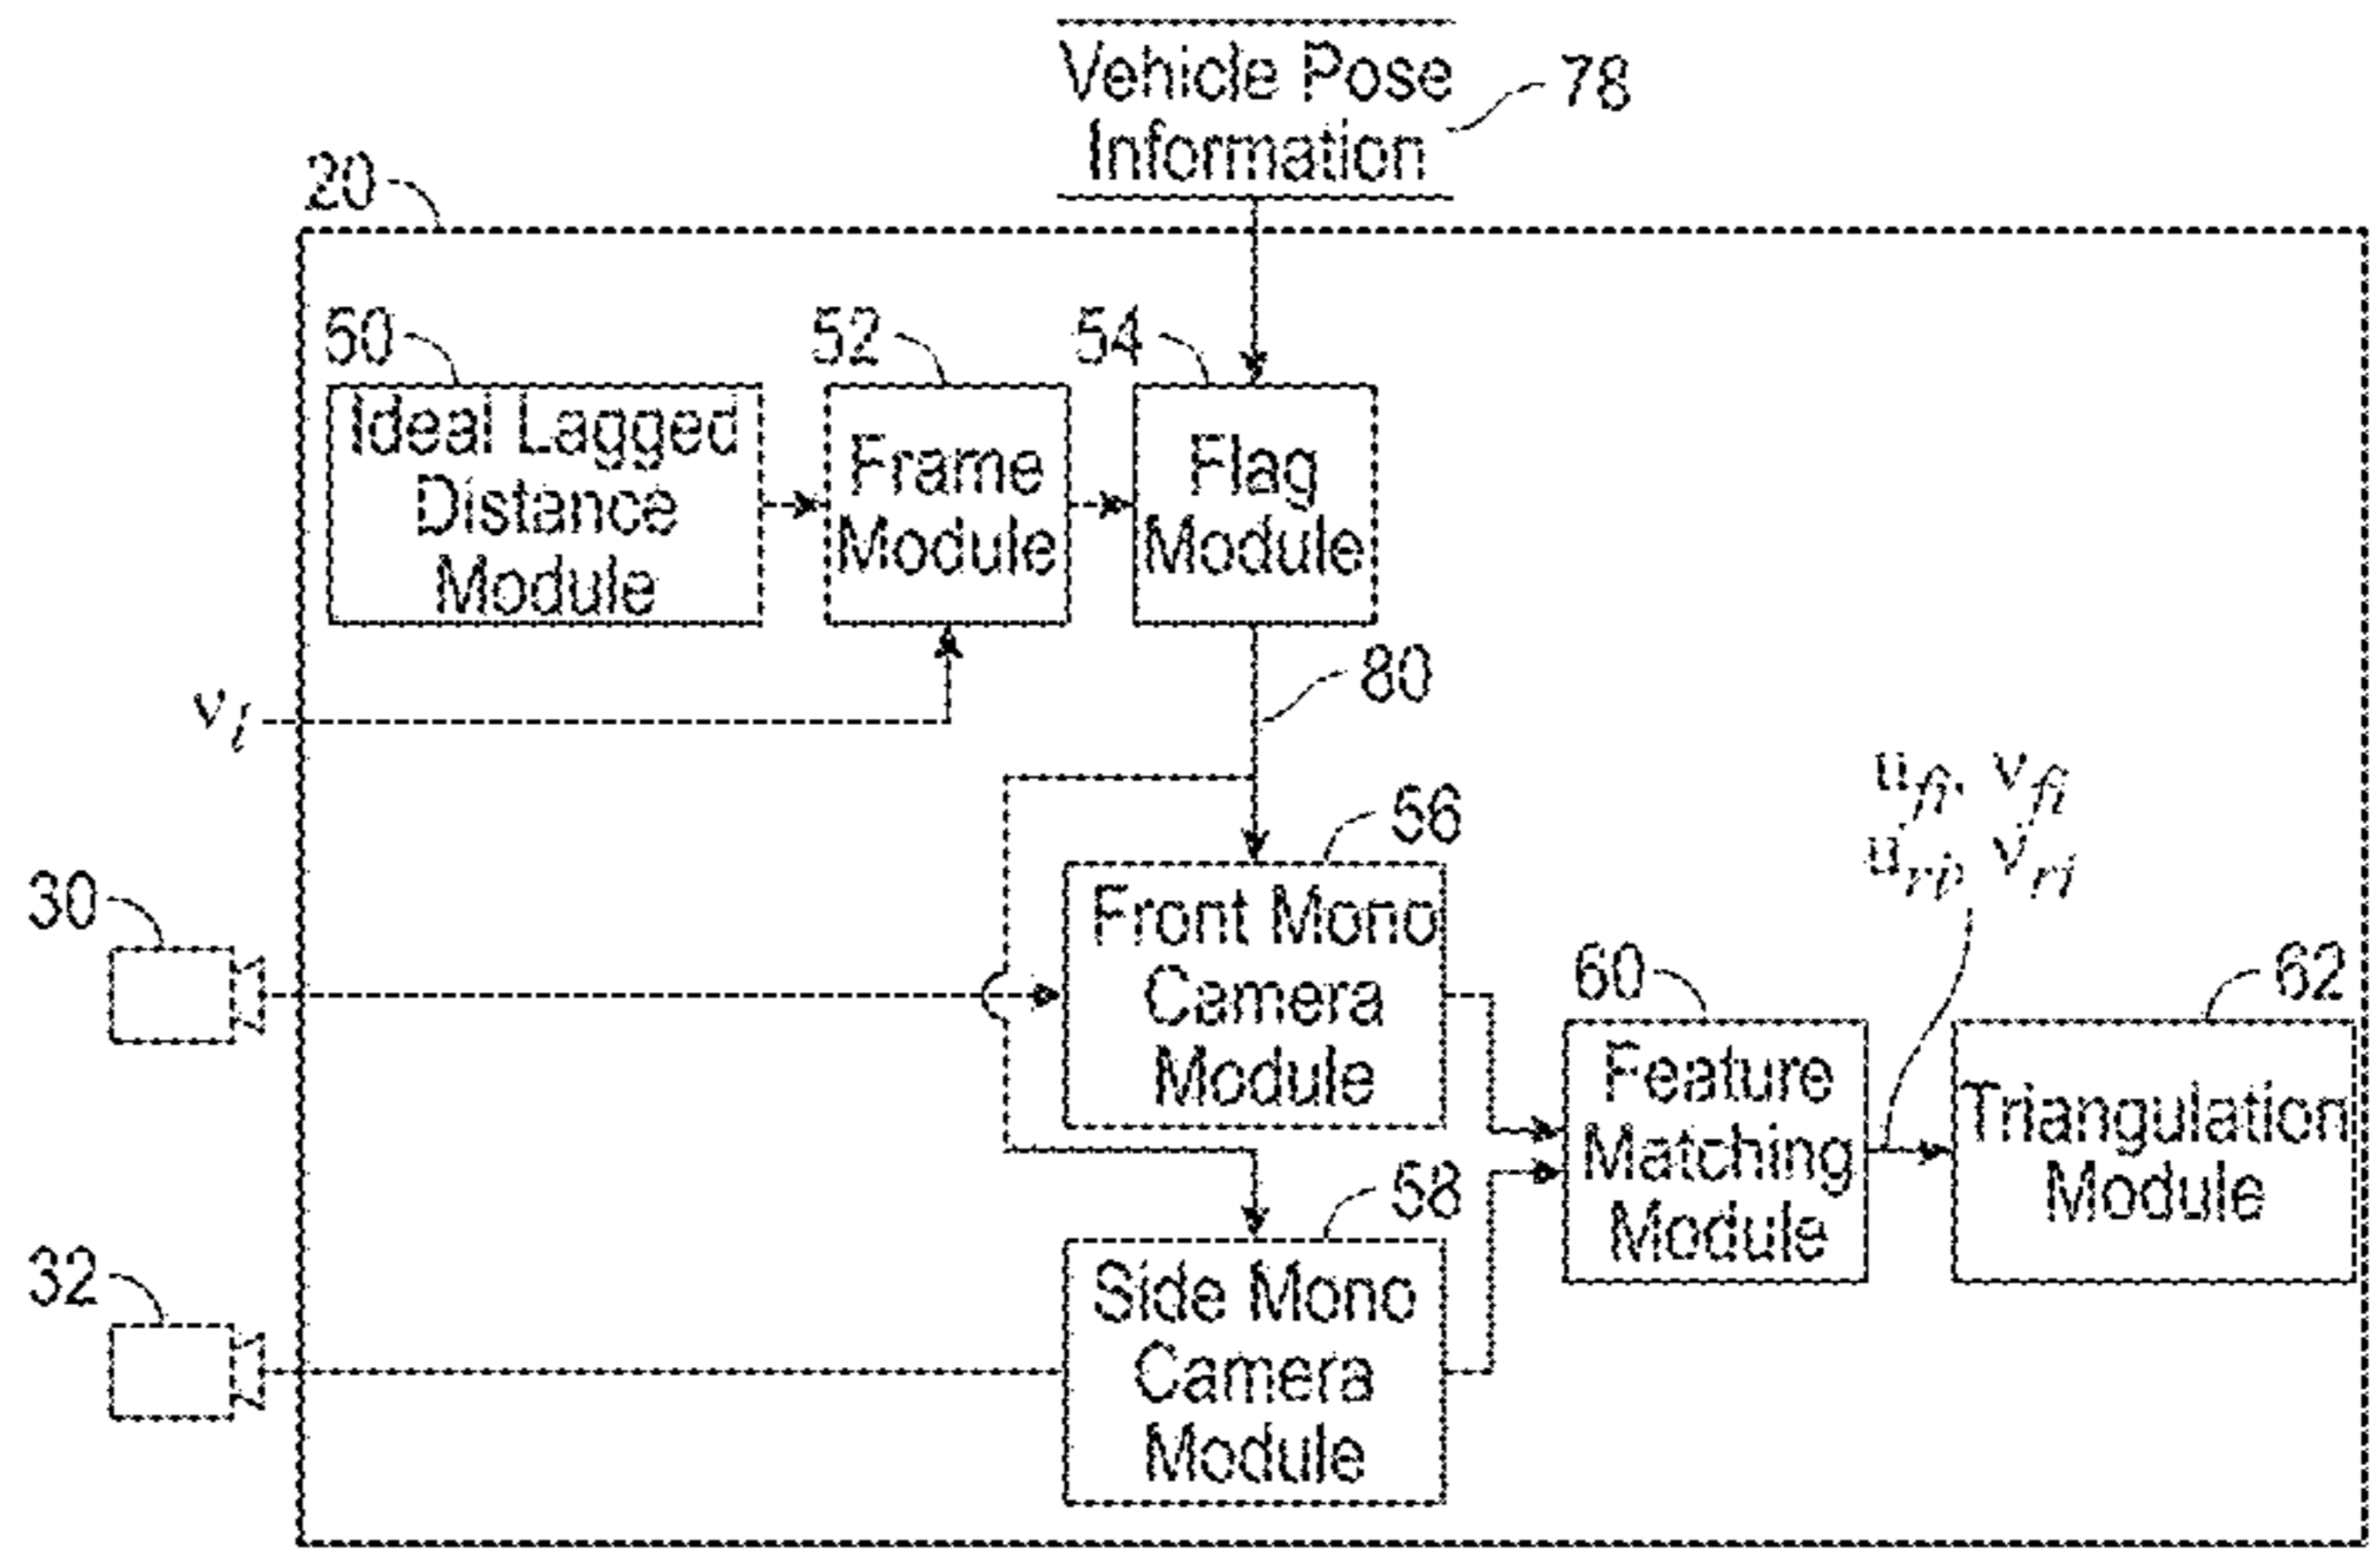 Vehicle Pose
Information
78
20
50
52
54
Ideal Lagged
Distance
Module
Frame
Module
Flag
Module
v_l
80
56
u_fi, v_fi
u_ri, v_ri
30
Front Mono
Camera
Module
60
62
Feature
Matching
Module
Triangulation
Module
32
58
Side Mono
Camera
Module